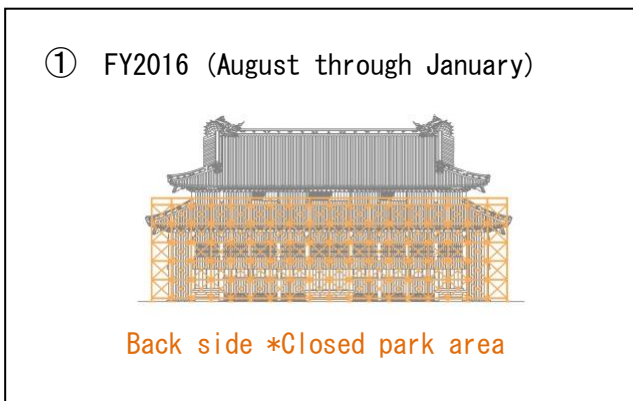 ① FY2016 (August through January)
Back side *Closed park area